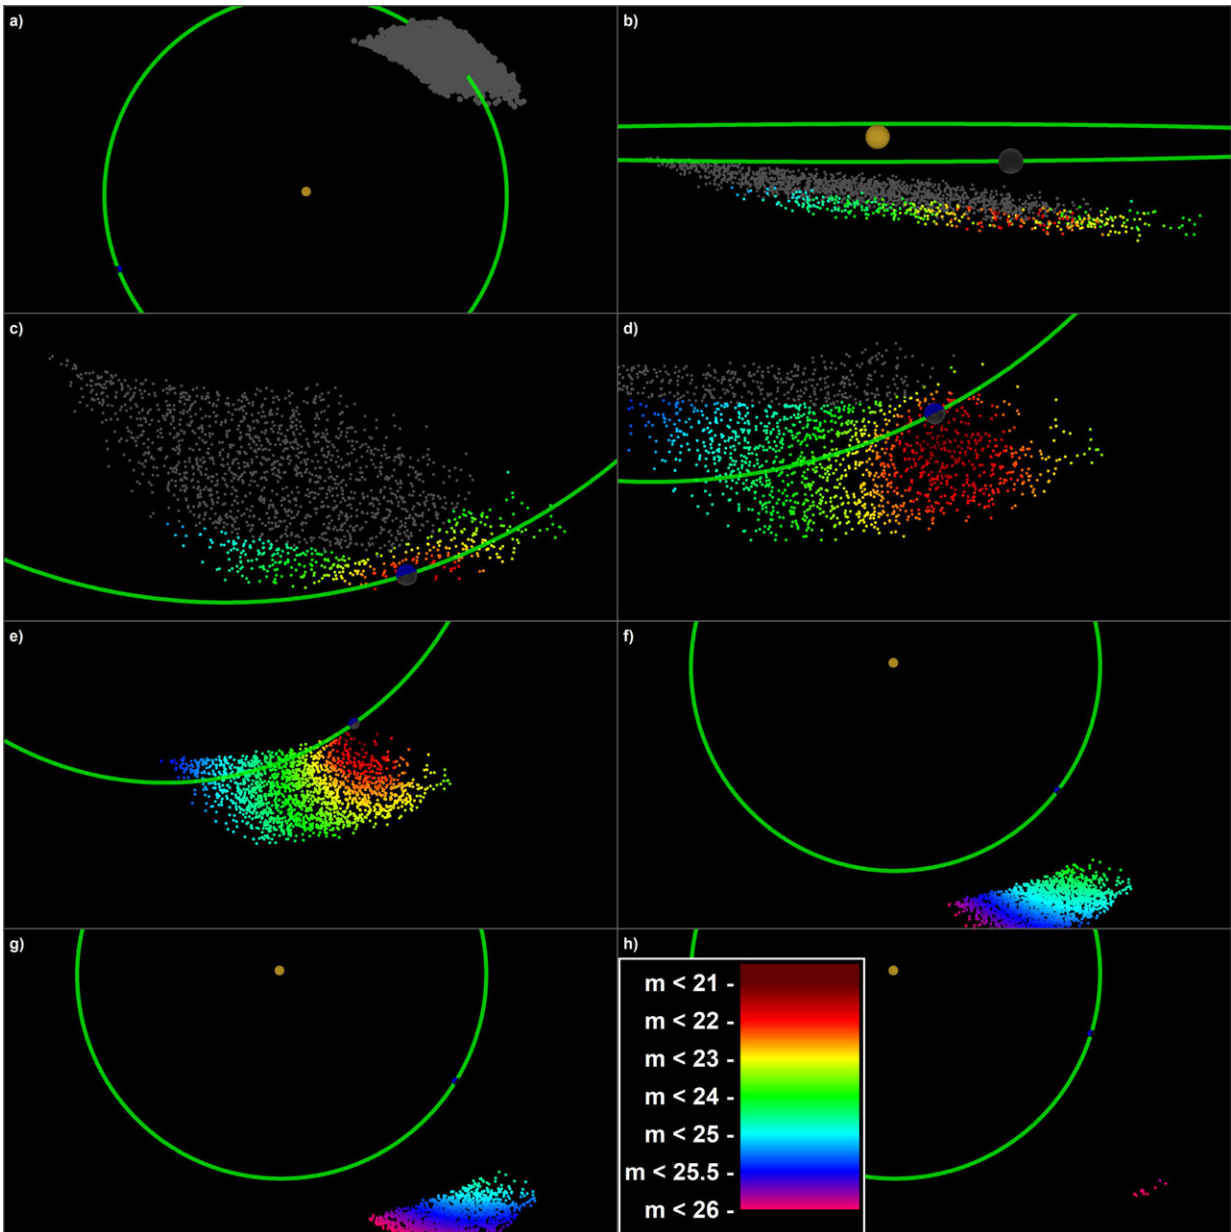 a)
b)
c)
d)
e)
f)
g)
h)
m < 21 -
m < 22 -
m < 23 -
m < 24 -
m < 25 -
m < 25.5 -
m < 26 -